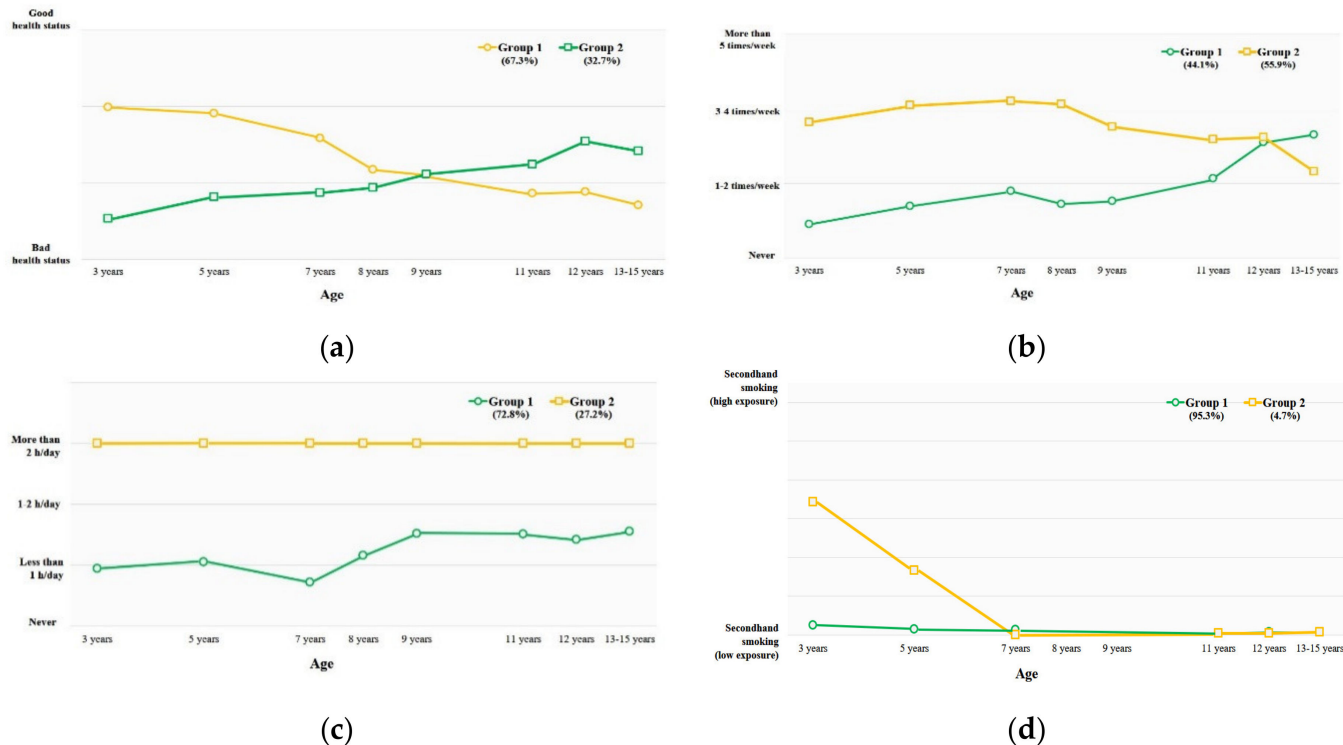 Good
health status
Group 1
(67.3%)
Group 2
(32.7%)
Bad
health status
3 years
5 years
7 years
8 years
9 years
11 years
12 years
13-15 years
Age
(a)
More than
5 times/week
Group 1
(44.1%)
Group 2
(55.9%)
3-4 times/week
1-2 times/week
Never
3 years
5 years
7 years
8 years
9 years
11 years
12 years
13-15 years
Age
(b)
Group 1
(72.8%)
Group 2
(27.2%)
More than
2 h/day
1-2 h/day
Less than
1 h/day
Never
3 years
5 years
7 years
8 years
9 years
11 years
12 years
13-15 years
Age
(c)
Secondhand
smoking
(high exposure)
Group 1
(95.3%)
Group 2
(4.7%)
Secondhand
smoking
(low exposure)
3 years
5 years
7 years
8 years
9 years
11 years
12 years
13-15 years
Age
(d)